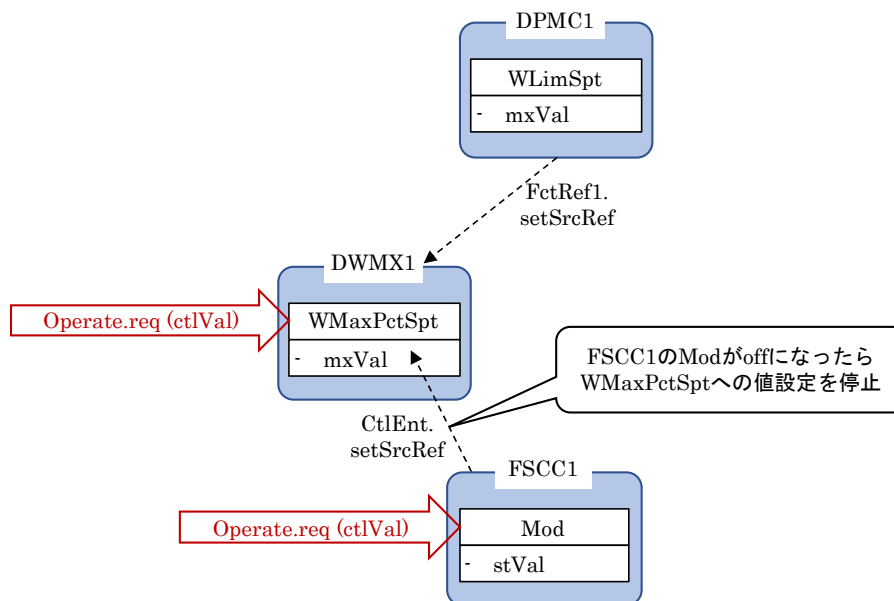 DPMC1
WLimSpt
- mxVal
FctRef1.
setSrcRef
DWMX1
Operate.req (ctlVal)
WMaxPctSpt
- mxVal
FSCC1のModがoffになったら
WMaxPctSptへの値設定を停止
CtlEnt.
setSrcRef
FSCC1
Operate.req (ctlVal)
Mod
- stVal